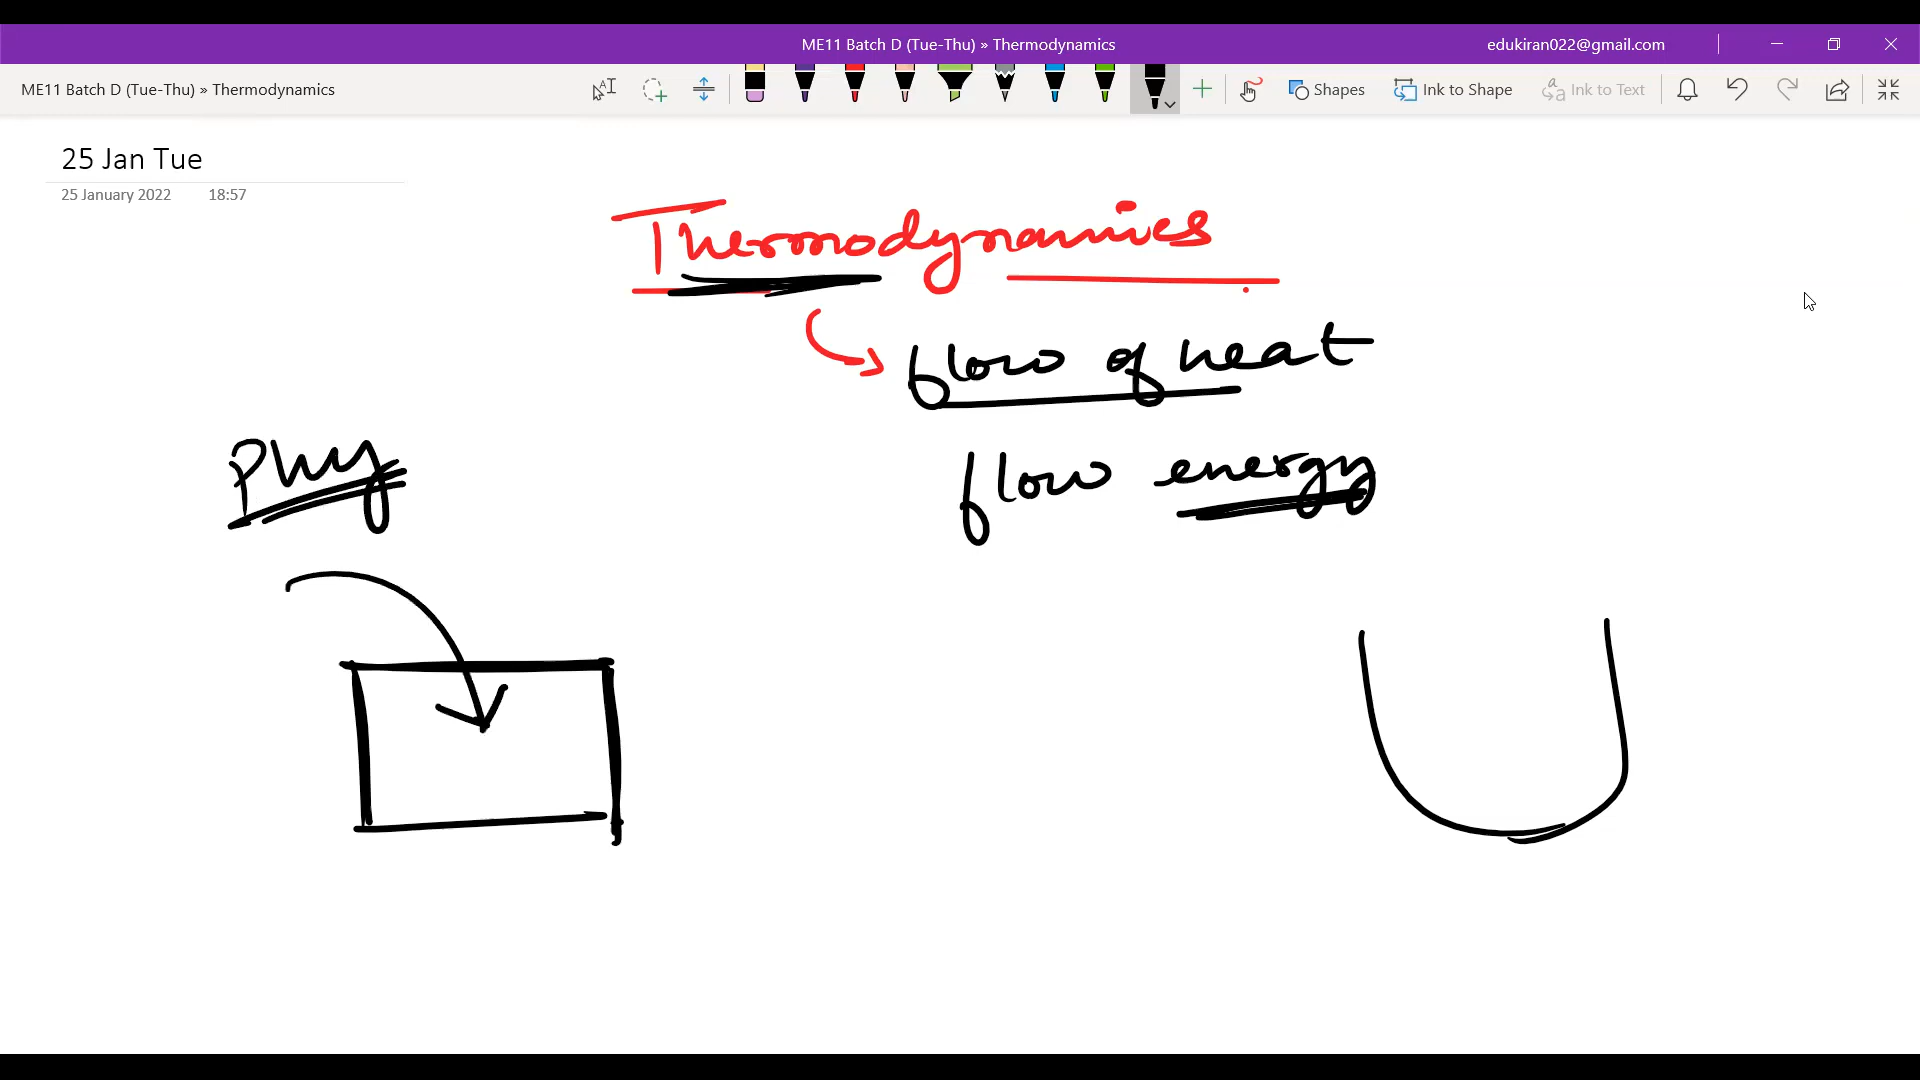 ME11 Batch D (Tue-Thu) » Thermodynamics
edukiran022@gmail.com
ME11 Batch D (Tue-Thu) » Thermodynamics
Shapes
Ink to Shape
Ink to Text
25 Jan Tue
25 January 2022 18:57
Thermodynamics
flow of heat
Phy
flow energy